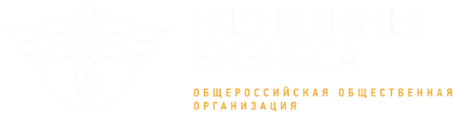 ЖЕНЩИНЫ
БИЗНЕСА
ОБЩЕРОССИЙСКАЯ ОБЩЕСТВЕННАЯ
ОРГАНИЗАЦИЯ